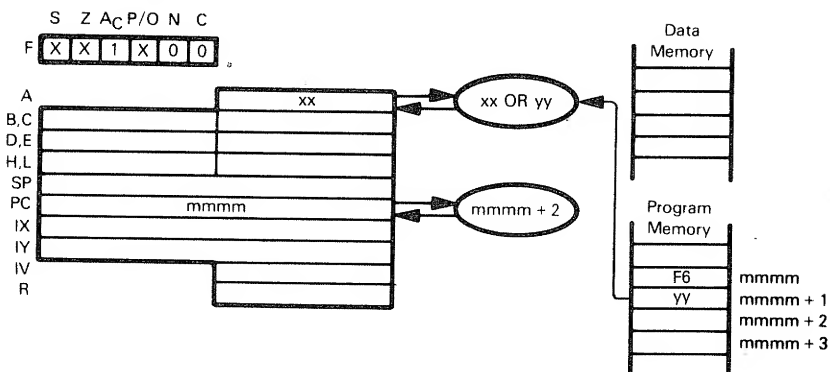 S Z AC P/O N C
F X X 1 X 0 0
Data
Memory
A xx
xx OR yy
B,C
D,E
H,L
SP
PC mmmm
mmmm + 2
IX
IY
IV
R
Program
Memory
F6 mmmm
yy mmmm + 1
mmmm + 2
mmmm + 3